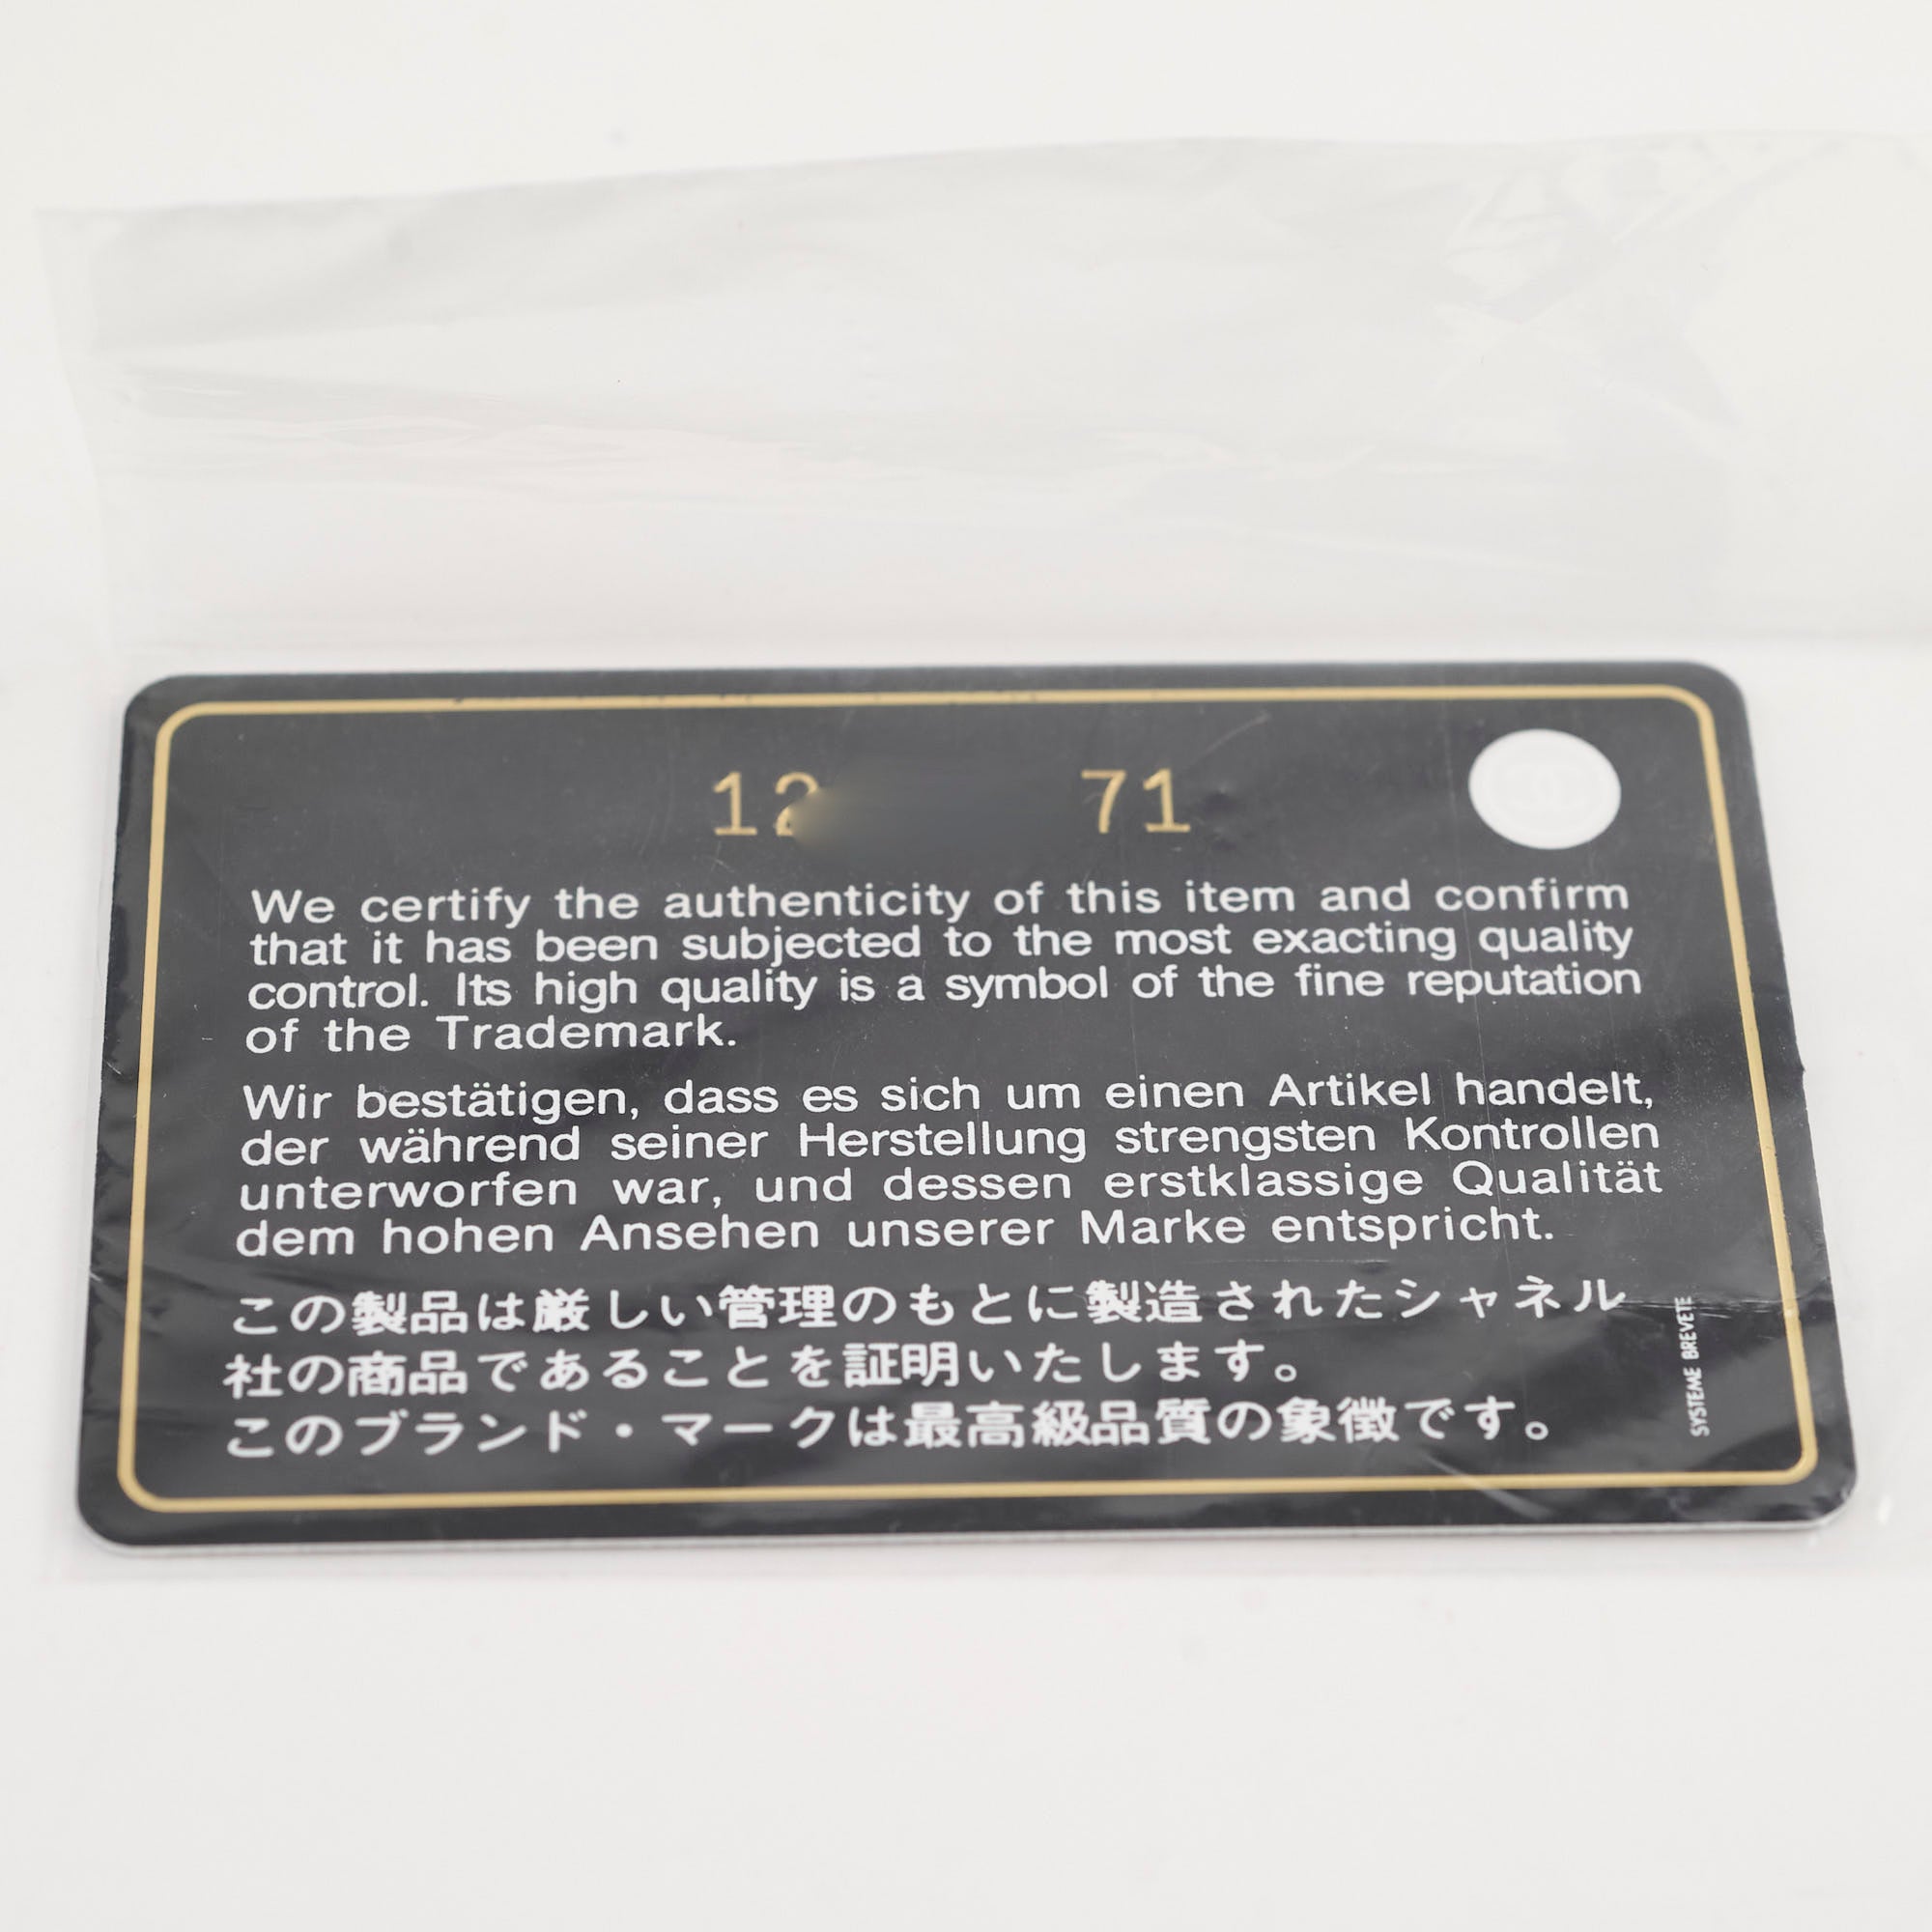 12 71
We certify the authenticity of this item and confirm
that it has been subjected to the most exacting quality
control. Its high quality is a symbol of the fine reputation
of the Trademark.
Wir bestätigen, dass es sich um einen Artikel handelt,
der während seiner Herstellung strengsten Kontrollen
unterworfen war, und dessen erstklassige Qualität
dem hohen Ansehen unserer Marke entspricht.
この製品は厳しい管理のもとに製造されたシャネル
社の商品であることを証明いたします。
このブランド・マークは最高級品質の象徴です。
SYSTEME BREVETE